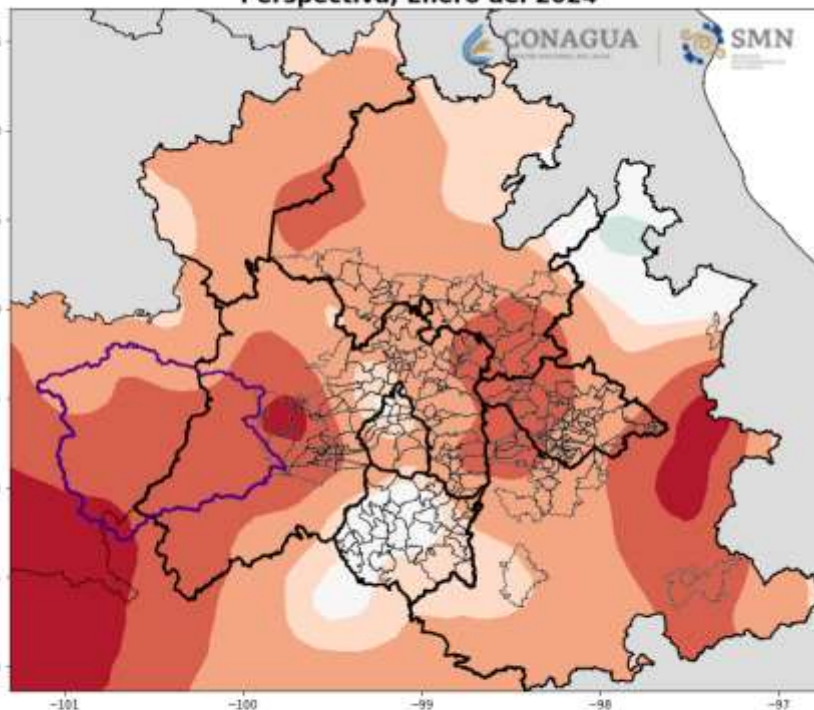 Perspectiva, Enero del 2024
CONAGUA
SMN
-101
-100
-99
-98
-97